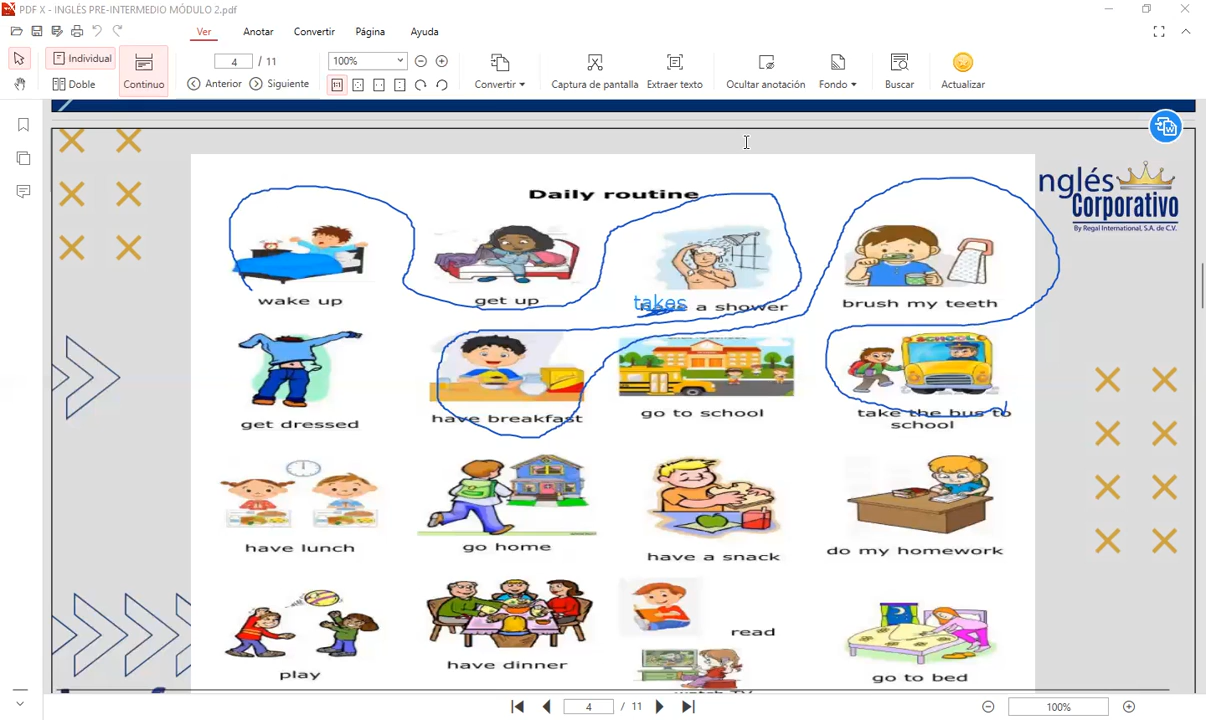 PDF X - INGLÉS PRE-INTERMEDIO MÓDULO 2.pdf
Ver Anotar Convertir Página Ayuda
Individual
4 / 11
100%
Doble
Continuo
Anterior Siguiente
Convertir
Captura de pantalla
Extraer texto
Ocultar anotación
Fondo
Buscar
Actualizar
Daily routine
nglés
Corporativo
By Regal International, S.A. de C.V.
wake up
get up
takes
a shower
brush my teeth
SCHOOL
get dressed
have breakfast
go to school
take the bus to
school
have lunch
go home
have a snack
do my homework
play
have dinner
read
go to bed
watch TV
4 / 11
100%